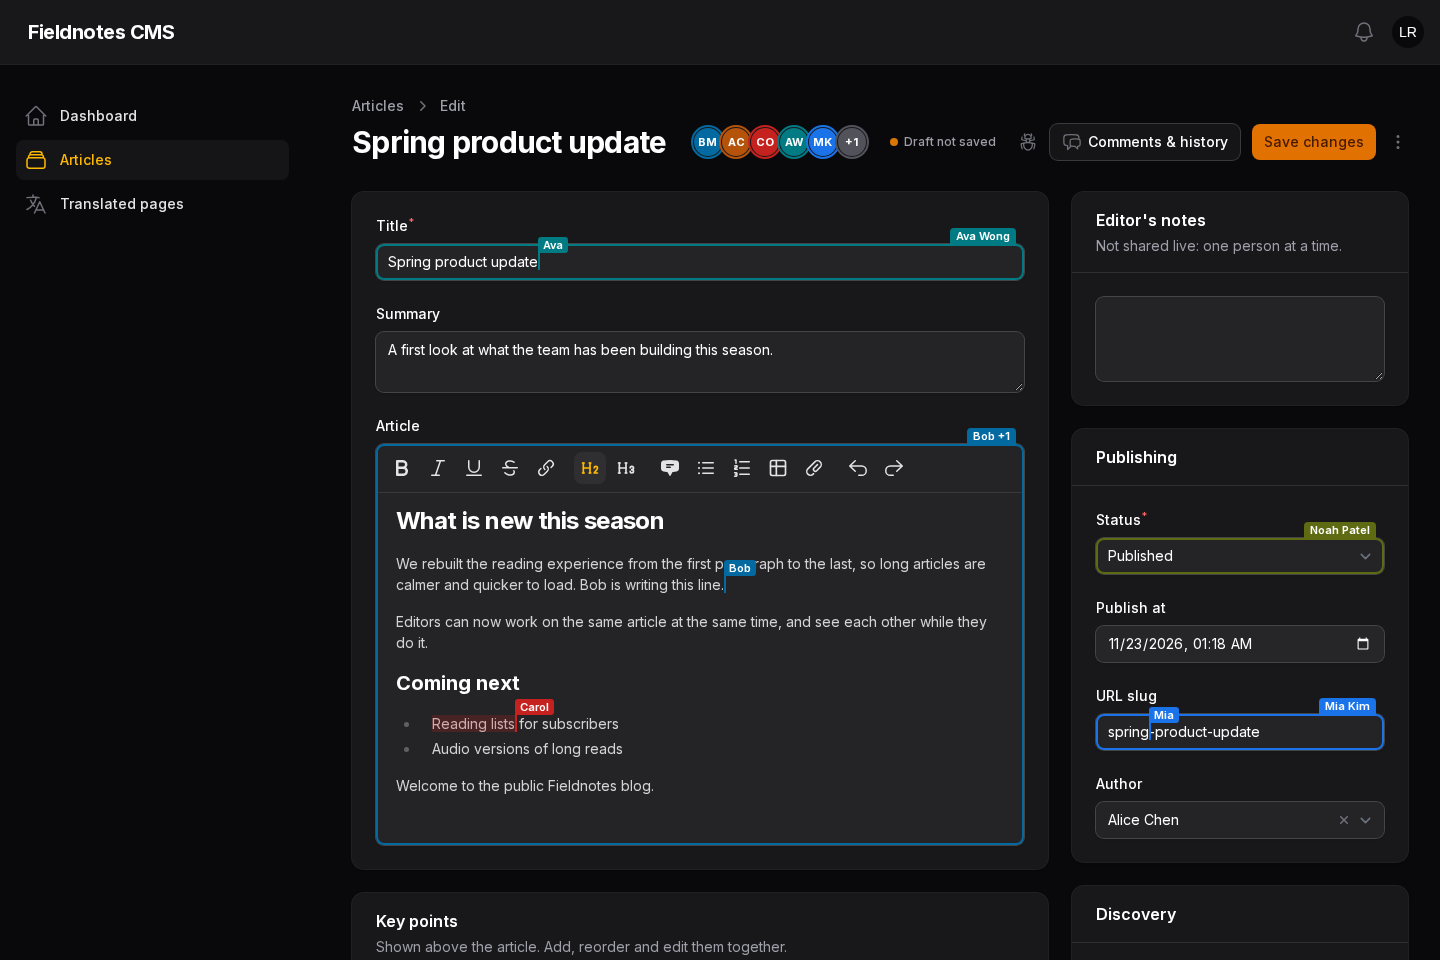 Fieldnotes CMS
LR
Dashboard
Articles
Translated pages
Articles
Edit
Spring product update
BM
AC
CO
AW
MK
+1
Draft not saved
Comments & history
Save changes
Title*
Ava
Ava Wong
Spring product update
Summary
A first look at what the team has been building this season.
Article
Bob +1
H2
H3
What is new this season
We rebuilt the reading experience from the first p raph to the last, so long articles are
Bob
calmer and quicker to load. Bob is writing this line.
Editors can now work on the same article at the same time, and see each other while they
do it.
Coming next
Carol
Reading lists for subscribers
Audio versions of long reads
Welcome to the public Fieldnotes blog.
Key points
Shown above the article. Add, reorder and edit them together.
Editor's notes
Not shared live: one person at a time.
Publishing
Status*
Noah Patel
Published
Publish at
11/23/2026, 01:18 AM
URL slug
Mia Kim
Mia
spring-product-update
Author
Alice Chen
Discovery